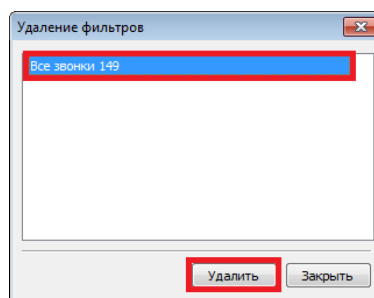 Удаление фильтров
Все звонки 149
Удалить
Закрыть